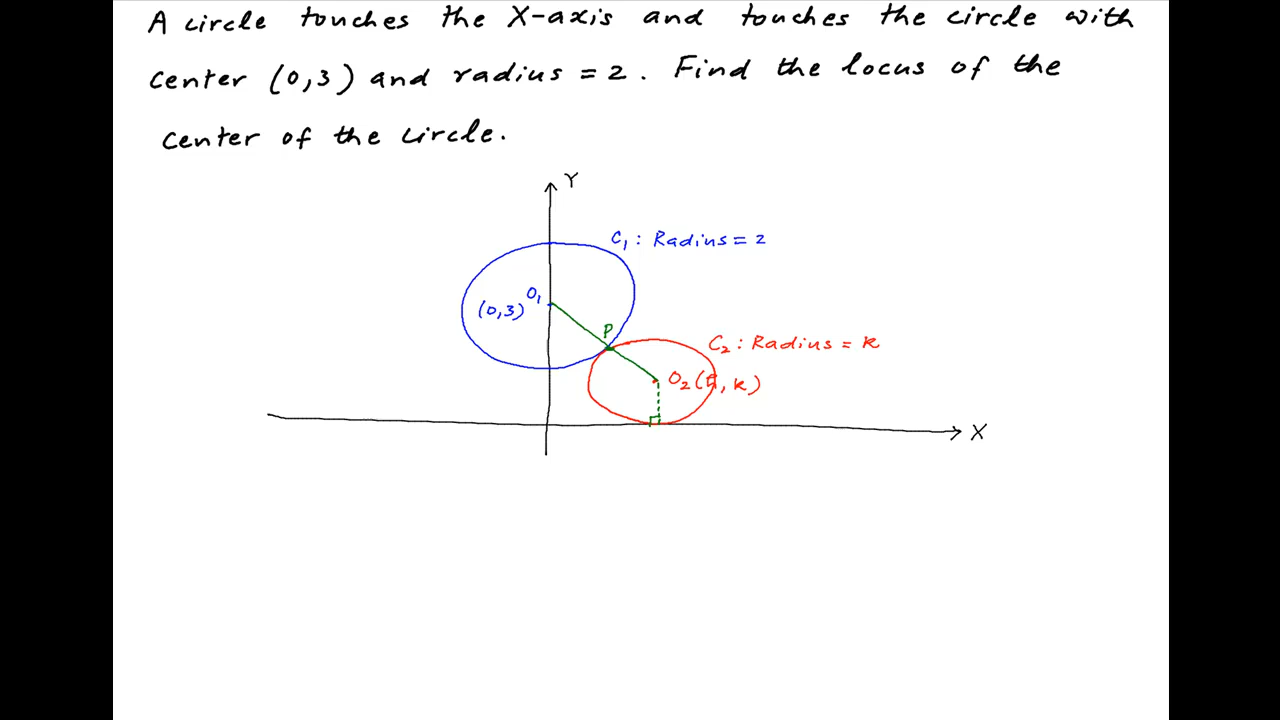 A circle touches the X-axis and touches the circle with
center (0,3) and radius = 2. Find the locus of the
center of the circle.
Y
C₁ : Radius = 2
O₁
(0,3)
P
C₂ : Radius = k
O₂(h, k)
X